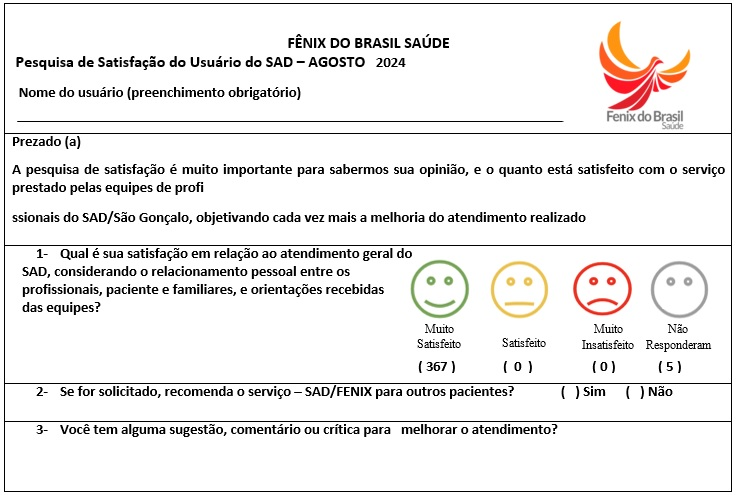 FÊNIX DO BRASIL SAÚDE
Pesquisa de Satisfação do Usuário do SAD – AGOSTO 2024
Nome do usuário (preenchimento obrigatório)
Fenix do Brasil
Saúde
Prezado (a)
A pesquisa de satisfação é muito importante para sabermos sua opinião, e o quanto está satisfeito com o serviço
prestado pelas equipes de profi
ssionais do SAD/São Gonçalo, objetivando cada vez mais a melhoria do atendimento realizado
1- Qual é sua satisfação em relação ao atendimento geral do
SAD, considerando o relacionamento pessoal entre os
profissionais, paciente e familiares, e orientações recebidas
das equipes?
Muito Satisfeito
Satisfeito
Muito Insatisfeito
Não Responderam
( 367 ) ( 0 ) ( 0 ) ( 5 )
2- Se for solicitado, recomenda o serviço – SAD/FENIX para outros pacientes? ( ) Sim ( ) Não
3- Você tem alguma sugestão, comentário ou crítica para melhorar o atendimento?